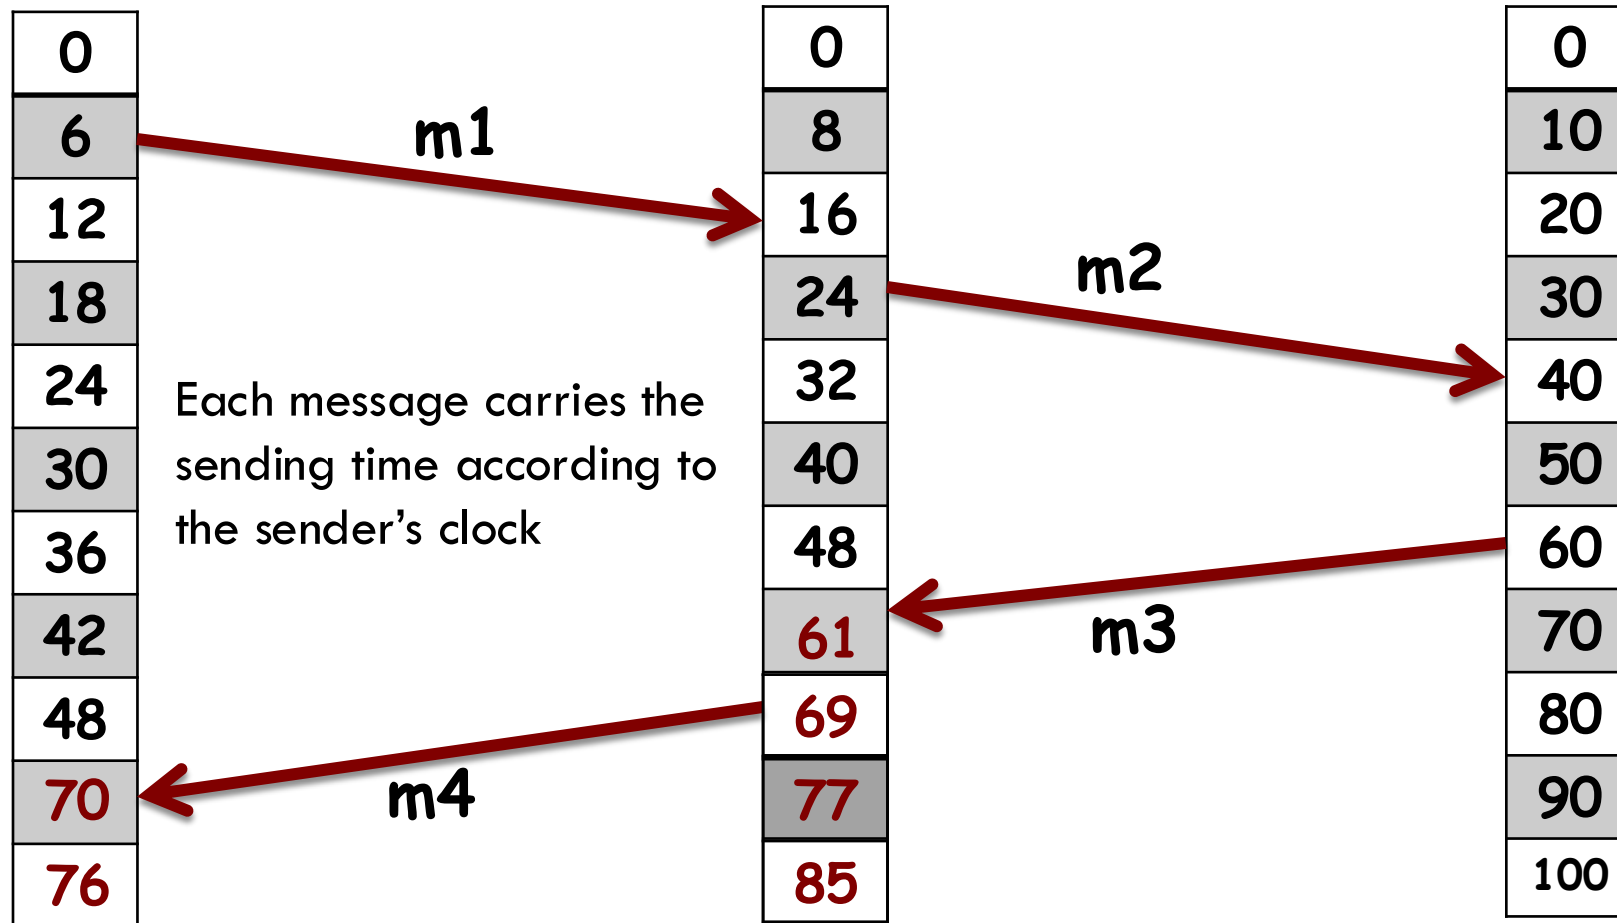 0 0 0
6 m1 8 10
12 16 20
18 24 m2 30
24 32 40
Each message carries the
sending time according to
the sender's clock
30 40 50
36 48 60
42 61 m3 70
48 69 80
70 m4 77 90
76 85 100